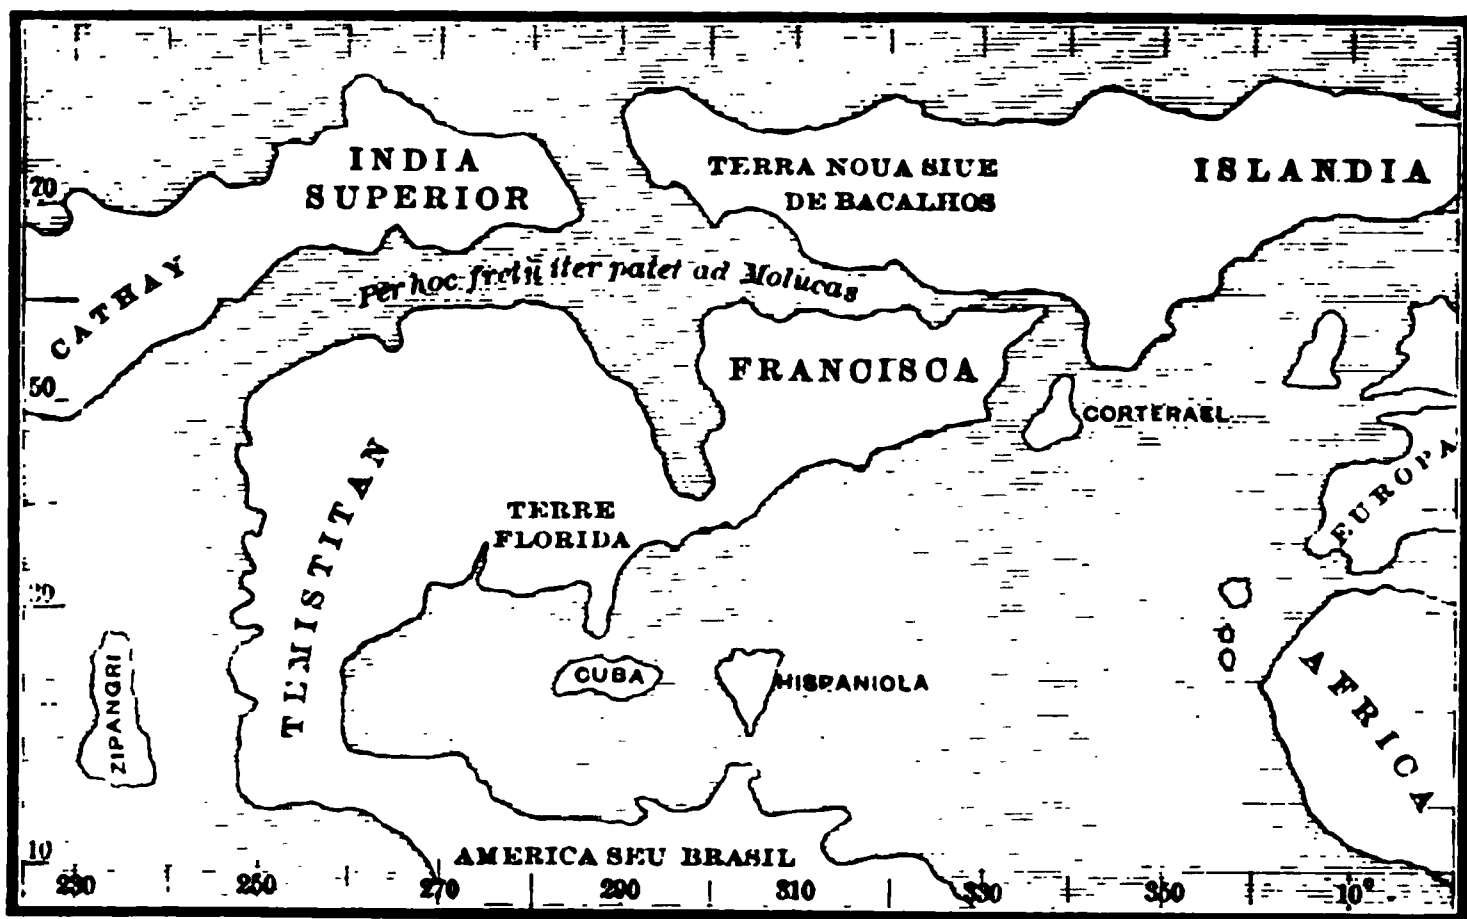 INDIA
SUPERIOR
TERRA NOUA SIUE
DE BACALHOS
ISLANDIA
70
CATHAY
Per hoc fretū iter patet ad Molucas
50
FRANCISCA
CORTERAEL
EUROPA
TEMISTITAN
TERRE
FLORIDA
30
ZIPANGRI
CUBA
HISPANIOLA
AFRICA
10
AMERICA SEU BRASIL
230 250 270 290 310 330 350 10°